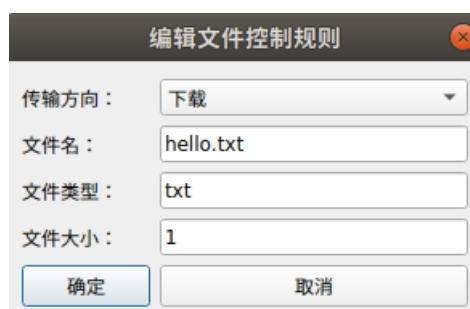 编辑文件控制规则
传输方向： 下载
文件名： hello.txt
文件类型： txt
文件大小： 1
确定 取消